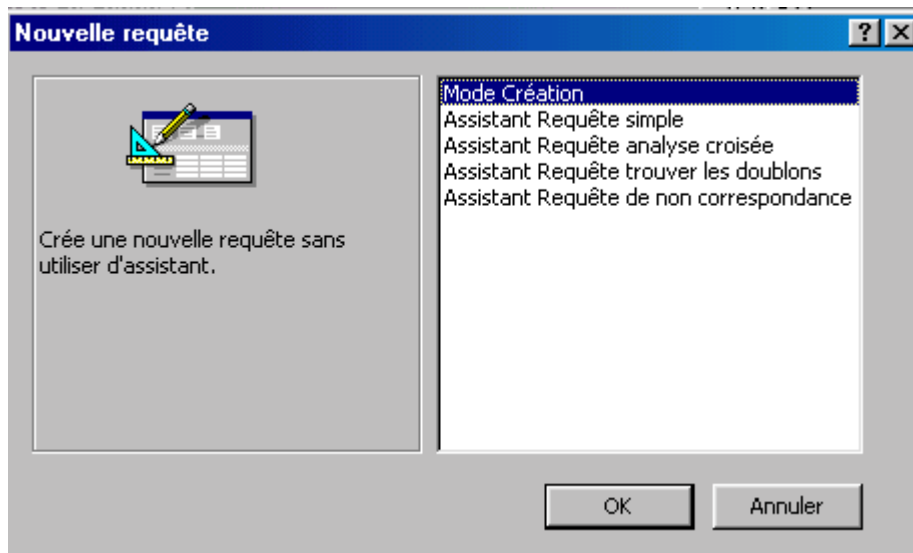 Nouvelle requête
Mode Création
Assistant Requête simple
Assistant Requête analyse croisée
Assistant Requête trouver les doublons
Assistant Requête de non correspondance
Crée une nouvelle requête sans
utiliser d'assistant.
OK
Annuler